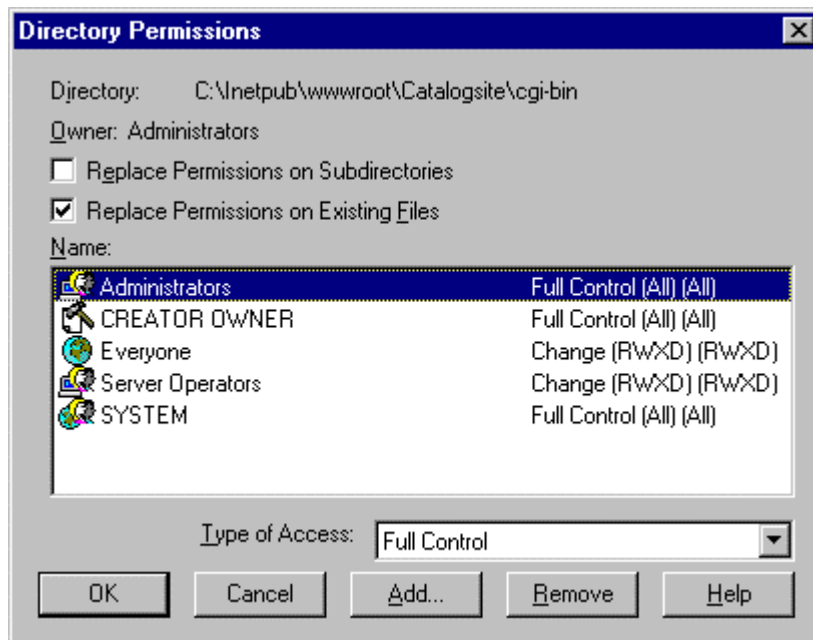 Directory Permissions
Directory: C:\Inetpub\wwwroot\Catalogsite\cgi-bin
Owner: Administrators
Replace Permissions on Subdirectories
Replace Permissions on Existing Files
Name:
Administrators Full Control (All) (All)
CREATOR OWNER Full Control (All) (All)
Everyone Change (RWXD) (RWXD)
Server Operators Change (RWXD) (RWXD)
SYSTEM Full Control (All) (All)
Type of Access: Full Control
OK Cancel Add... Remove Help